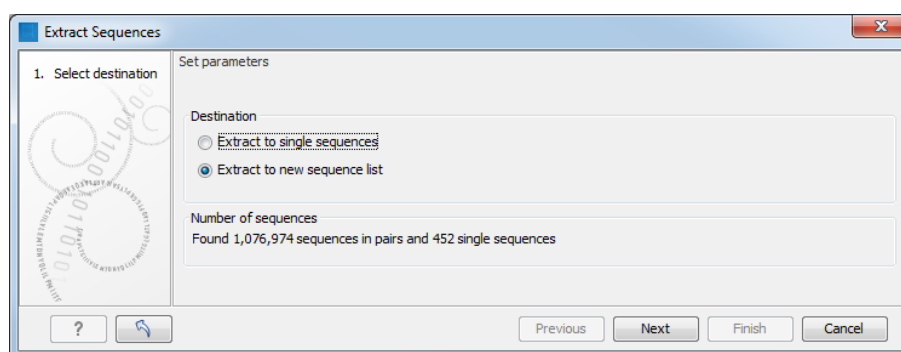 Extract Sequences
1. Select destination
Set parameters
Destination
Extract to single sequences
Extract to new sequence list
Number of sequences
Found 1,076,974 sequences in pairs and 452 single sequences
?
Previous
Next
Finish
Cancel